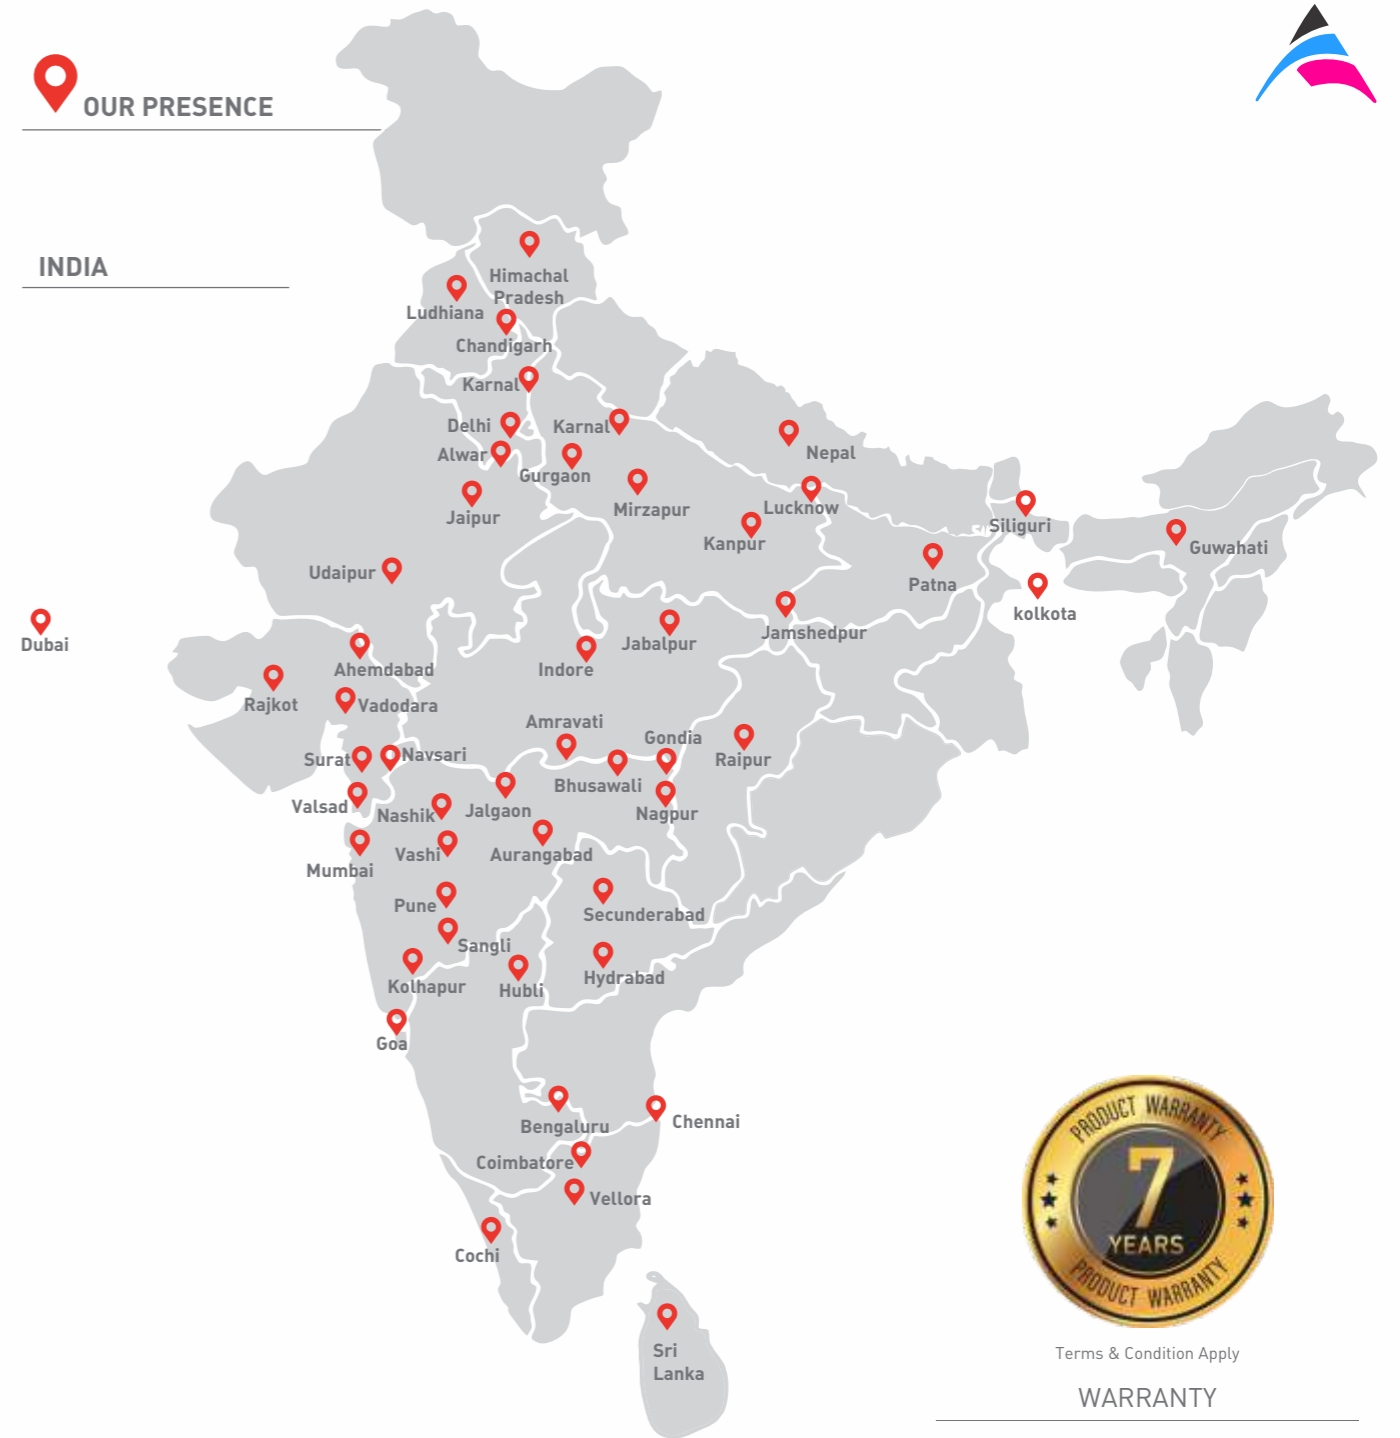 OUR PRESENCE
INDIA
Himachal
Pradesh
Ludhiana
Chandigarh
Karnal
Delhi
Karnal
Alwar
Gurgaon
Nepal
Jaipur
Mirzapur
Lucknow
Siliguri
Kanpur
Guwahati
Udaipur
Patna
kolkota
Dubai
Jamshedpur
Jabalpur
Ahemdabad
Indore
Rajkot
Vadodara
Amravati
Gondia
Surat
Navsari
Raipur
Bhusawali
Valsad
Nashik
Jalgaon
Nagpur
Vashi
Aurangabad
Mumbai
Pune
Secunderabad
Sangli
Kolhapur
Hubli
Hydrabad
Goa
Bengaluru
Chennai
Coimbatore
Vellora
Cochi
Sri
Lanka
PRODUCT WARRANTY
7
YEARS
PRODUCT WARRANTY
Terms & Condition Apply
WARRANTY